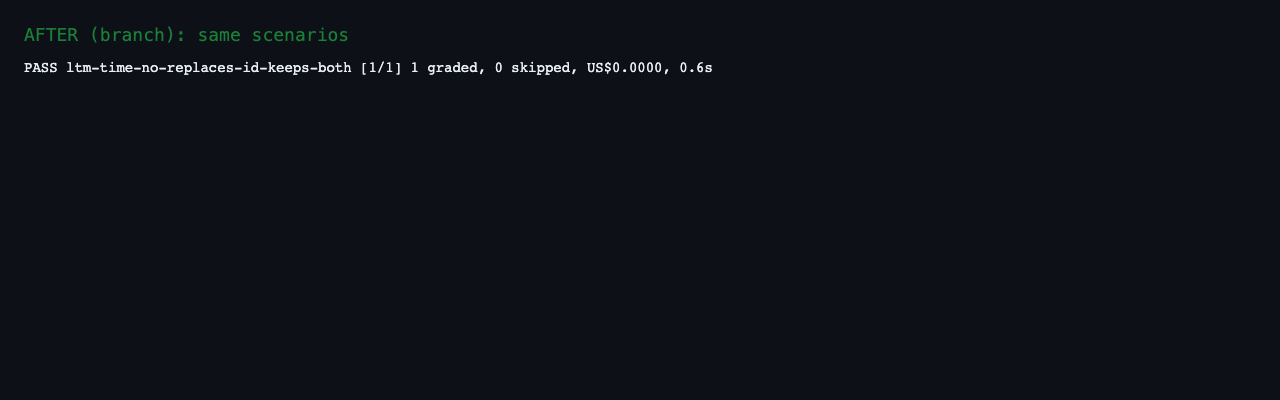 AFTER (branch): same scenarios
PASS ltm-time-no-replaces-id-keeps-both [1/1] 1 graded, 0 skipped, US$0.0000, 0.6s